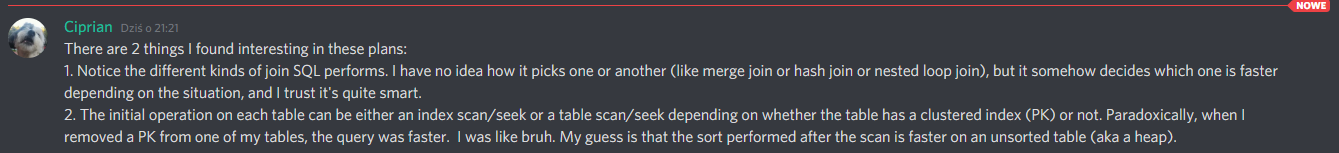 NOWE
Ciprian Dziś o 21:21
There are 2 things I found interesting in these plans:
1. Notice the different kinds of join SQL performs. I have no idea how it picks one or another (like merge join or hash join or nested loop join), but it somehow decides which one is faster
depending on the situation, and I trust it's quite smart.
2. The initial operation on each table can be either an index scan/seek or a table scan/seek depending on whether the table has a clustered index (PK) or not. Paradoxically, when I
removed a PK from one of my tables, the query was faster.  I was like bruh. My guess is that the sort performed after the scan is faster on an unsorted table (aka a heap).